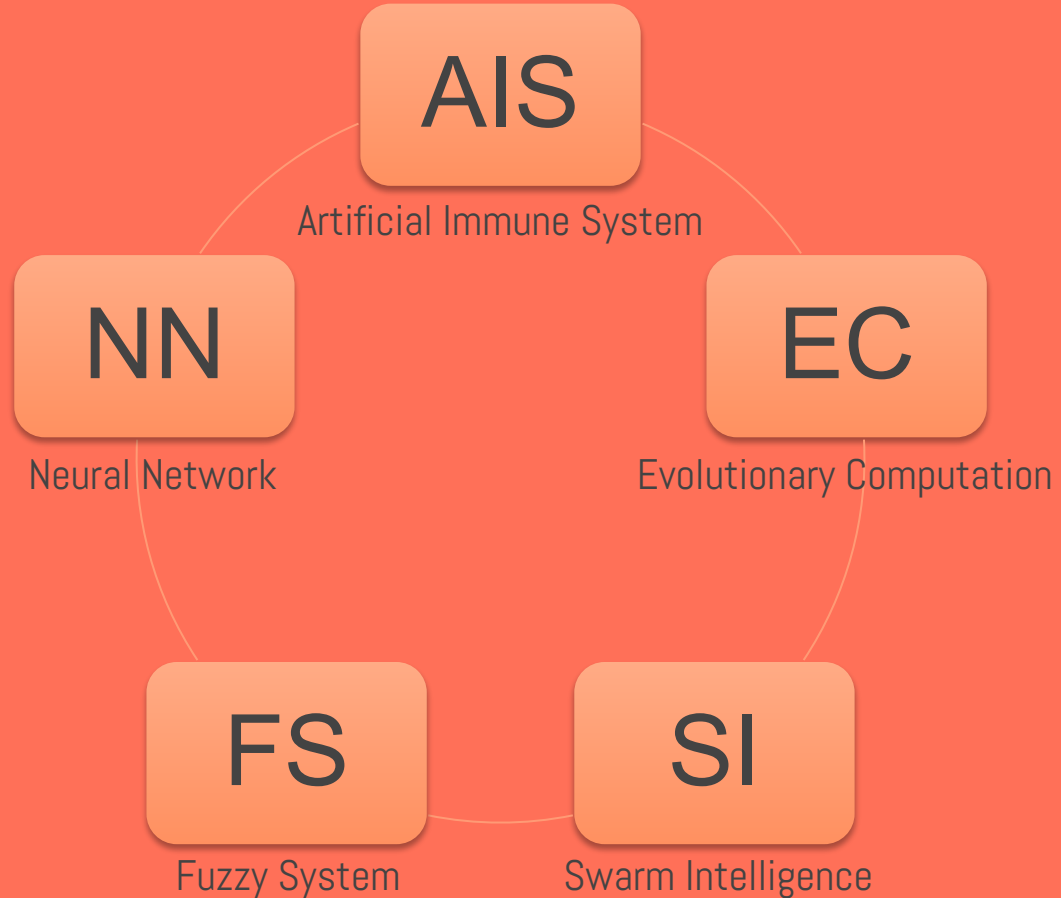 AIS
Artificial Immune System
NN
Neural Network
EC
Evolutionary Computation
FS
Fuzzy System
SI
Swarm Intelligence